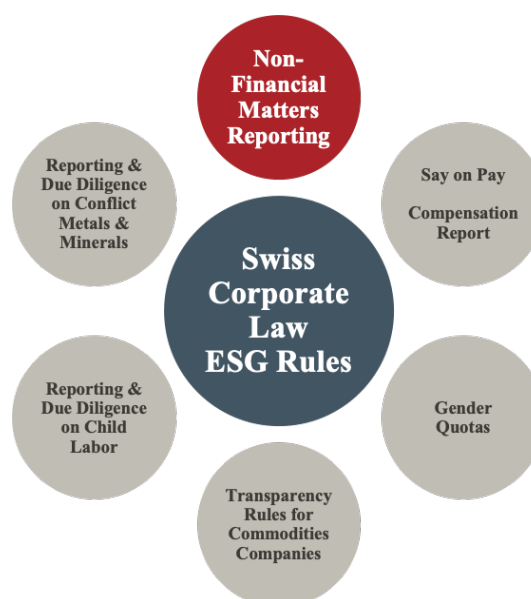 Non-
Financial
Matters
Reporting
Reporting &
Due Diligence
on Conflict
Metals &
Minerals
Say on Pay
Compensation
Report
Swiss
Corporate
Law
ESG Rules
Reporting &
Due Diligence
on Child
Labor
Gender
Quotas
Transparency
Rules for
Commodities
Companies